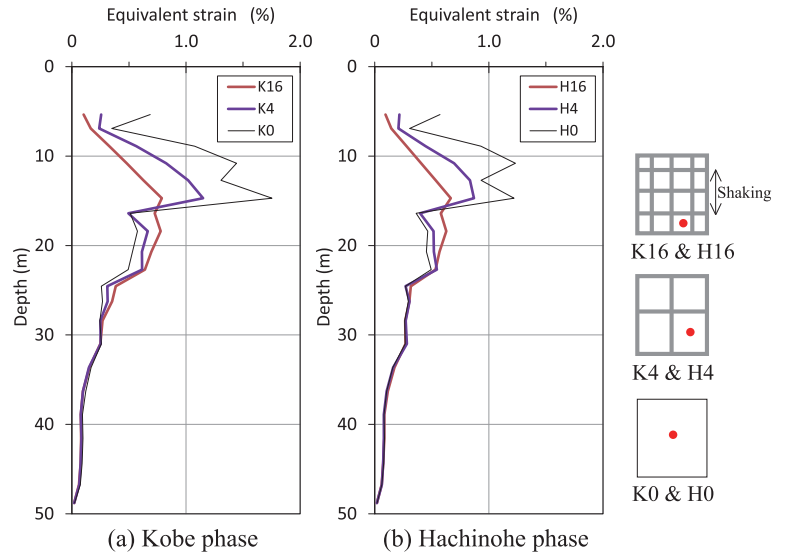 Equivalent strain (%)
0 1.0 2.0
0
10
20
30
40
50
Depth (m)
K16
K4
K0
(a) Kobe phase
Equivalent strain (%)
0 1.0 2.0
0
10
20
30
40
50
Depth (m)
H16
H4
H0
(b) Hachinohe phase
Shaking
K16 & H16
K4 & H4
K0 & H0